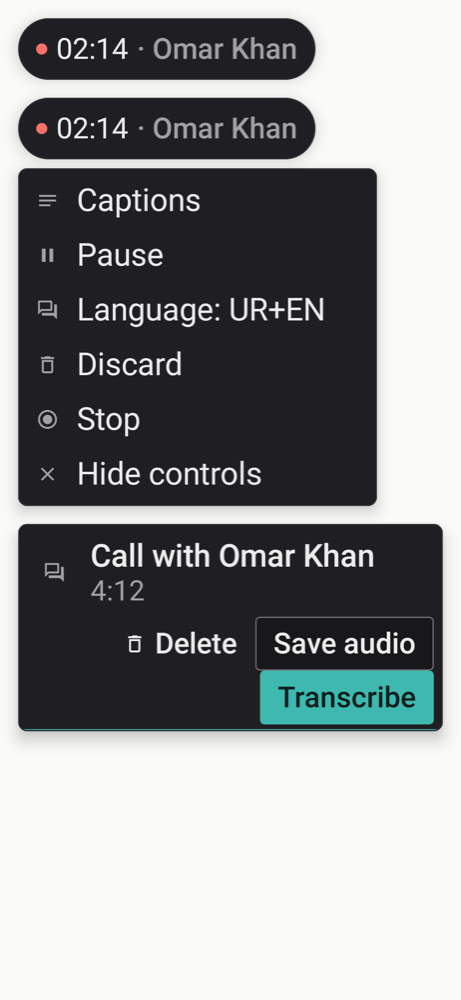 02:14 · Omar Khan
02:14 · Omar Khan
Captions
Pause
Language: UR+EN
Discard
Stop
Hide controls
Call with Omar Khan
4:12
Delete Save audio
Transcribe